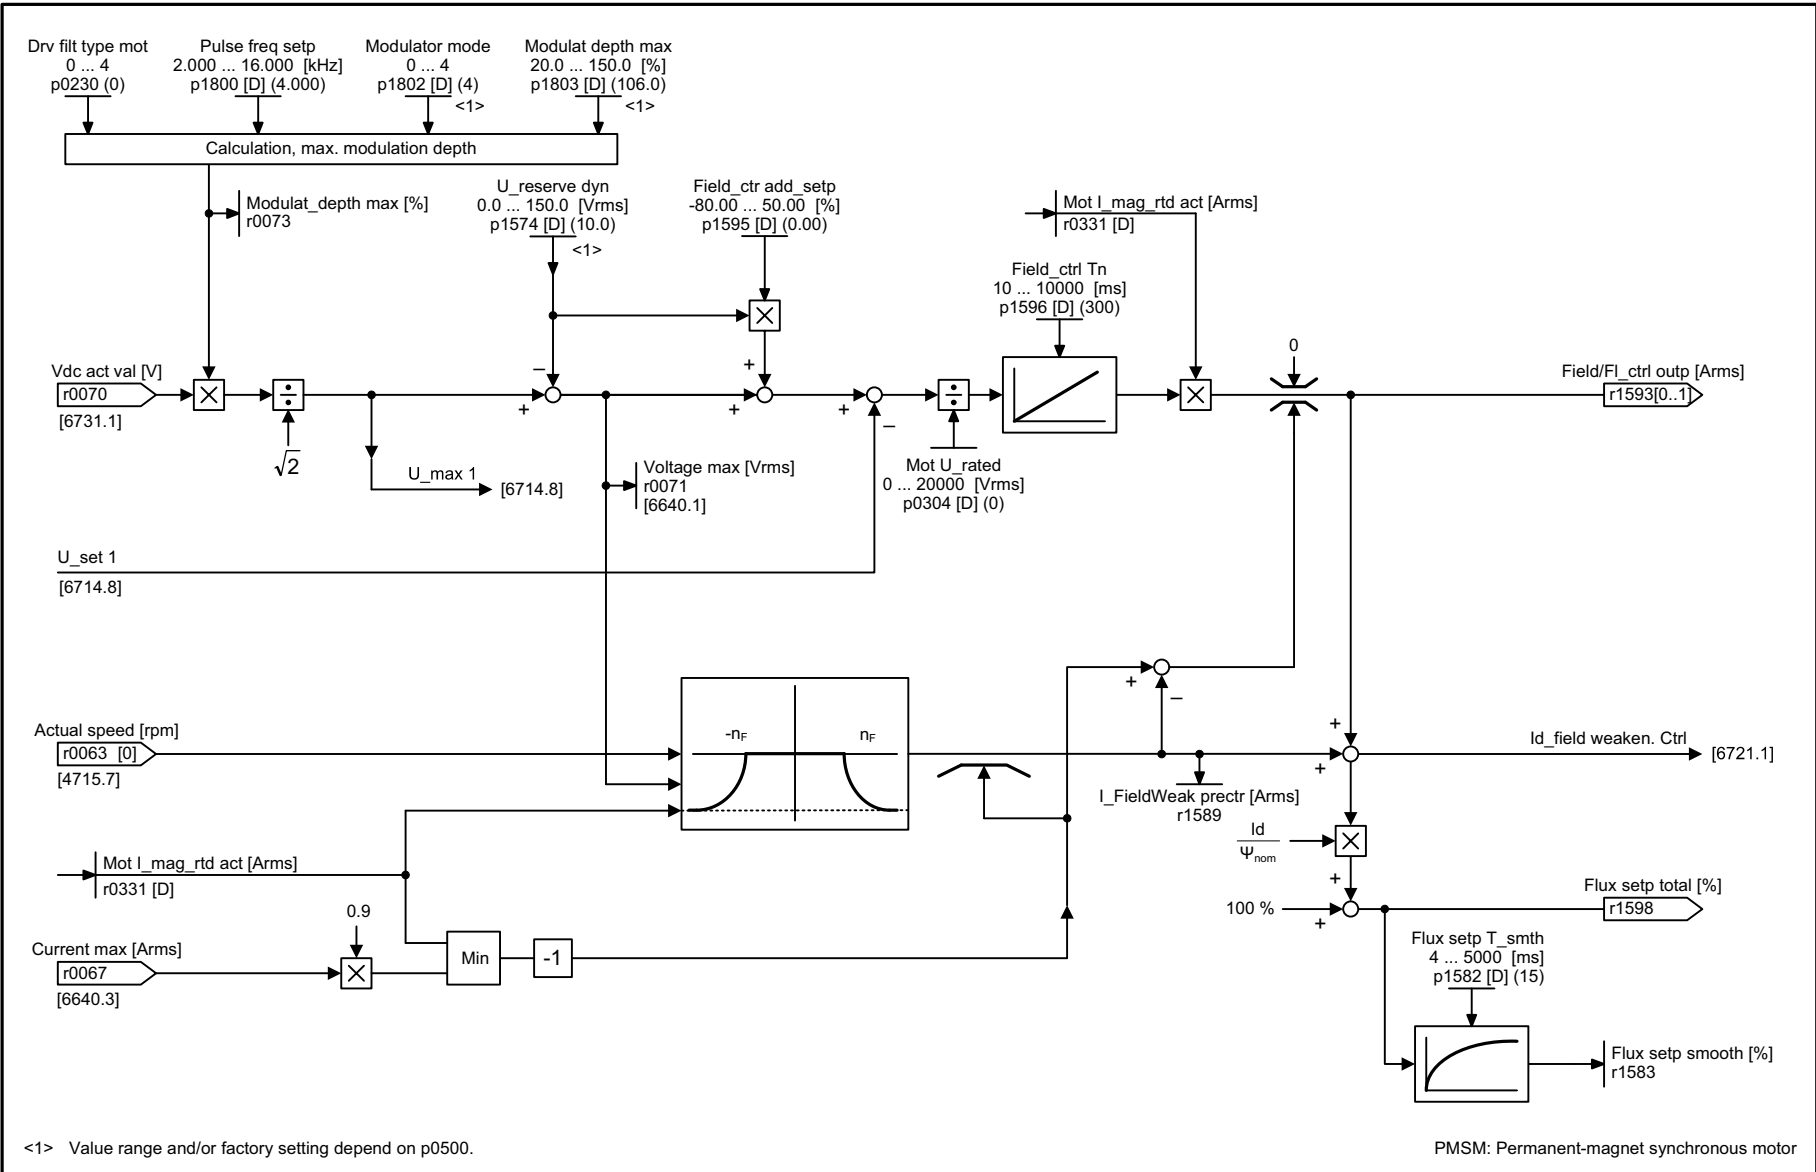 Drv filt type mot
0 ... 4
p0230 (0)
Pulse freq setp
2.000 ... 16.000 [kHz]
p1800 [D] (4.000)
Modulator mode
0 ... 4
p1802 [D] (4)
<1>
Modulat depth max
20.0 ... 150.0 [%]
p1803 [D] (106.0)
<1>
Calculation, max. modulation depth
Modulat_depth max [%]
r0073
U_reserve dyn
0.0 ... 150.0 [Vrms]
p1574 [D] (10.0)
<1>
Field_ctr add_setp
-80.00 ... 50.00 [%]
p1595 [D] (0.00)
Mot I_mag_rtd act [Arms]
r0331 [D]
Field_ctrl Tn
10 ... 10000 [ms]
p1596 [D] (300)
0
Vdc act val [V]
r0070
[6731.1]
×
÷
√2
U_max 1
[6714.8]
–
+
×
+
+
+
–
÷
×
Field/Fl_ctrl outp [Arms]
r1593[0..1]
Voltage max [Vrms]
r0071
[6640.1]
Mot U_rated
0 ... 20000 [Vrms]
p0304 [D] (0)
U_set 1
[6714.8]
Actual speed [rpm]
r0063 [0]
[4715.7]
-nF
nF
+
–
+
+
Id_field weaken. Ctrl
[6721.1]
I_FieldWeak prectr [Arms]
r1589
Id
Ψnom
×
Mot I_mag_rtd act [Arms]
r0331 [D]
0.9
Current max [Arms]
r0067
[6640.3]
×
Min
-1
100 %
+
+
Flux setp total [%]
r1598
Flux setp T_smth
4 ... 5000 [ms]
p1582 [D] (15)
Flux setp smooth [%]
r1583
<1> Value range and/or factory setting depend on p0500.
PMSM: Permanent-magnet synchronous motor